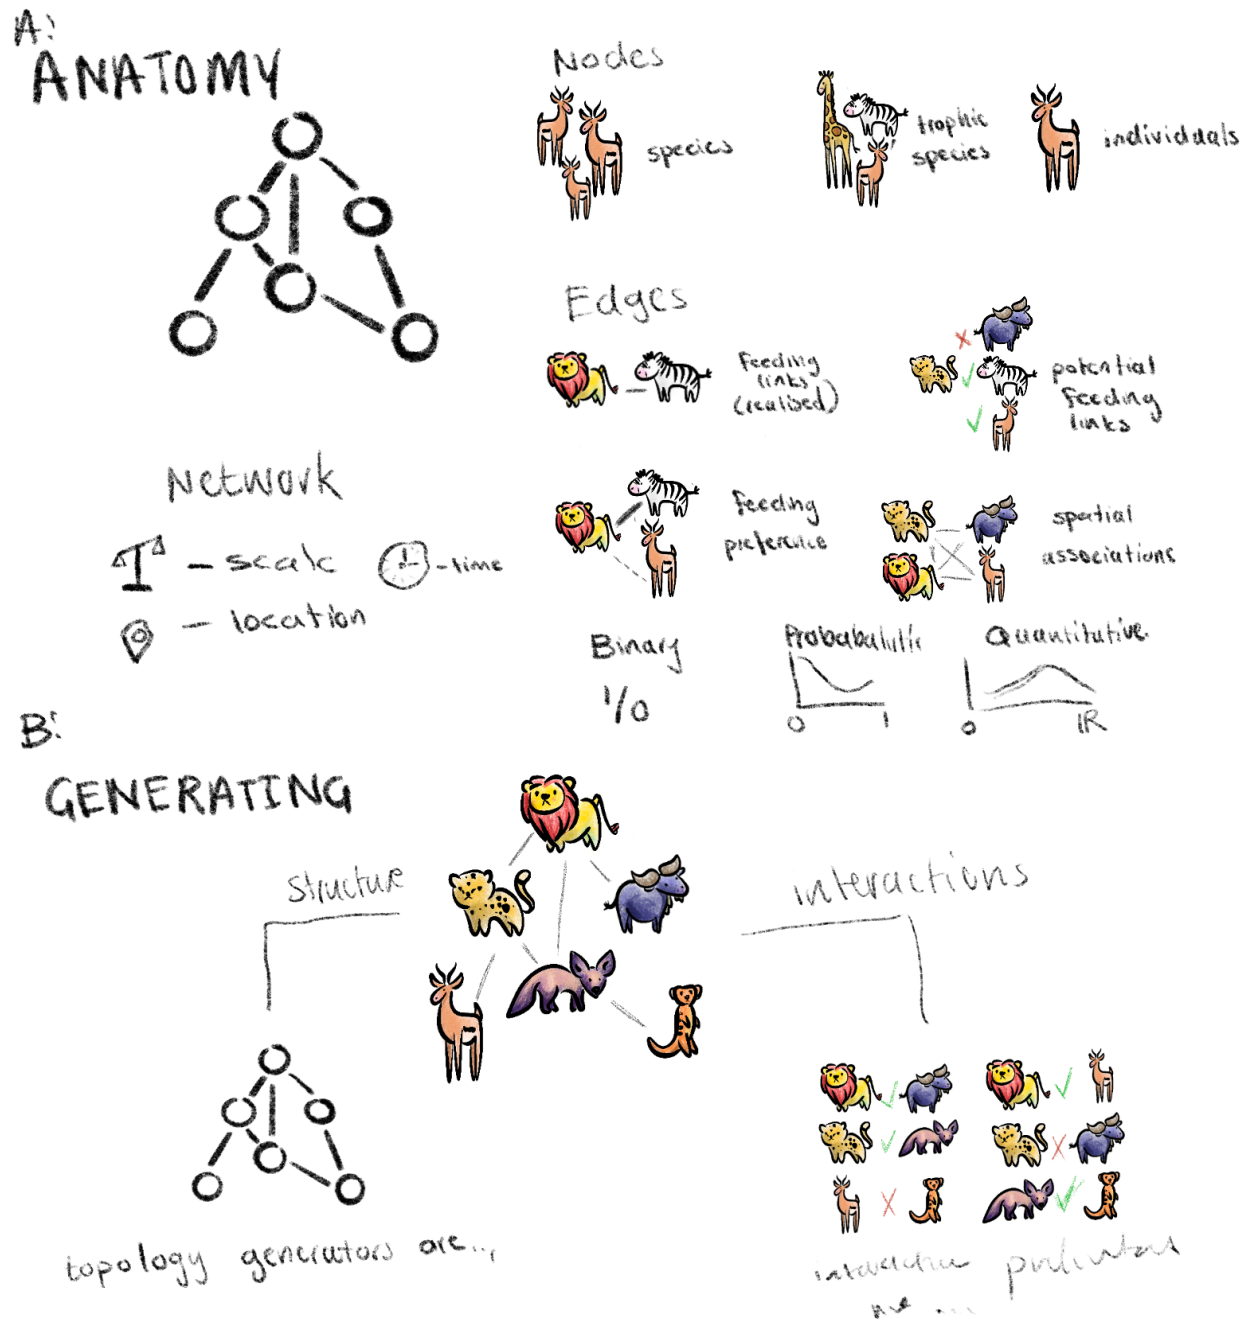 A:
ANATOMY
Nodes
species
trophic
species
individuals
Edges
Feeding
links
(realised)
potential
Feeding
links
Feeding
preference
spatial
associations
Network
– scale
– time
– location
Binary
1/0
Probabalistic
0 1
Quantitative.
0 IR
B:
GENERATING
structure
interactions
topology generators are...